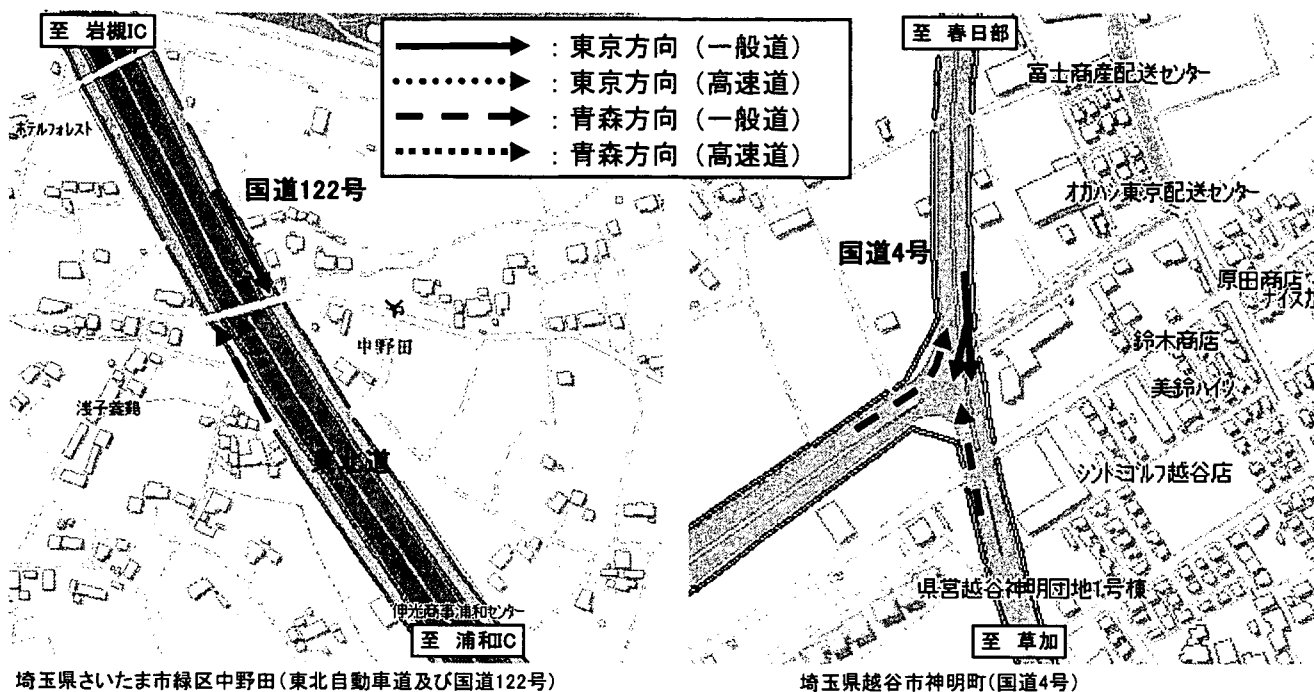 至 岩槻IC
ホテルフォレスト
国道122号
中野田
浅子養鶏
東北道
伸光商事浦和センター
至 浦和IC
埼玉県さいたま市緑区中野田(東北自動車道及び国道122号)
:東京方向(一般道)
:東京方向(高速道)
:青森方向(一般道)
:青森方向(高速道)
至 春日部
富士商産配送センター
オカハシ東京配送センター
国道4号
原田商店
鈴木商店
美鈴ハイツ
シントミゴルフ越谷店
県営越谷神明団地1号棟
至 草加
埼玉県越谷市神明町(国道4号)